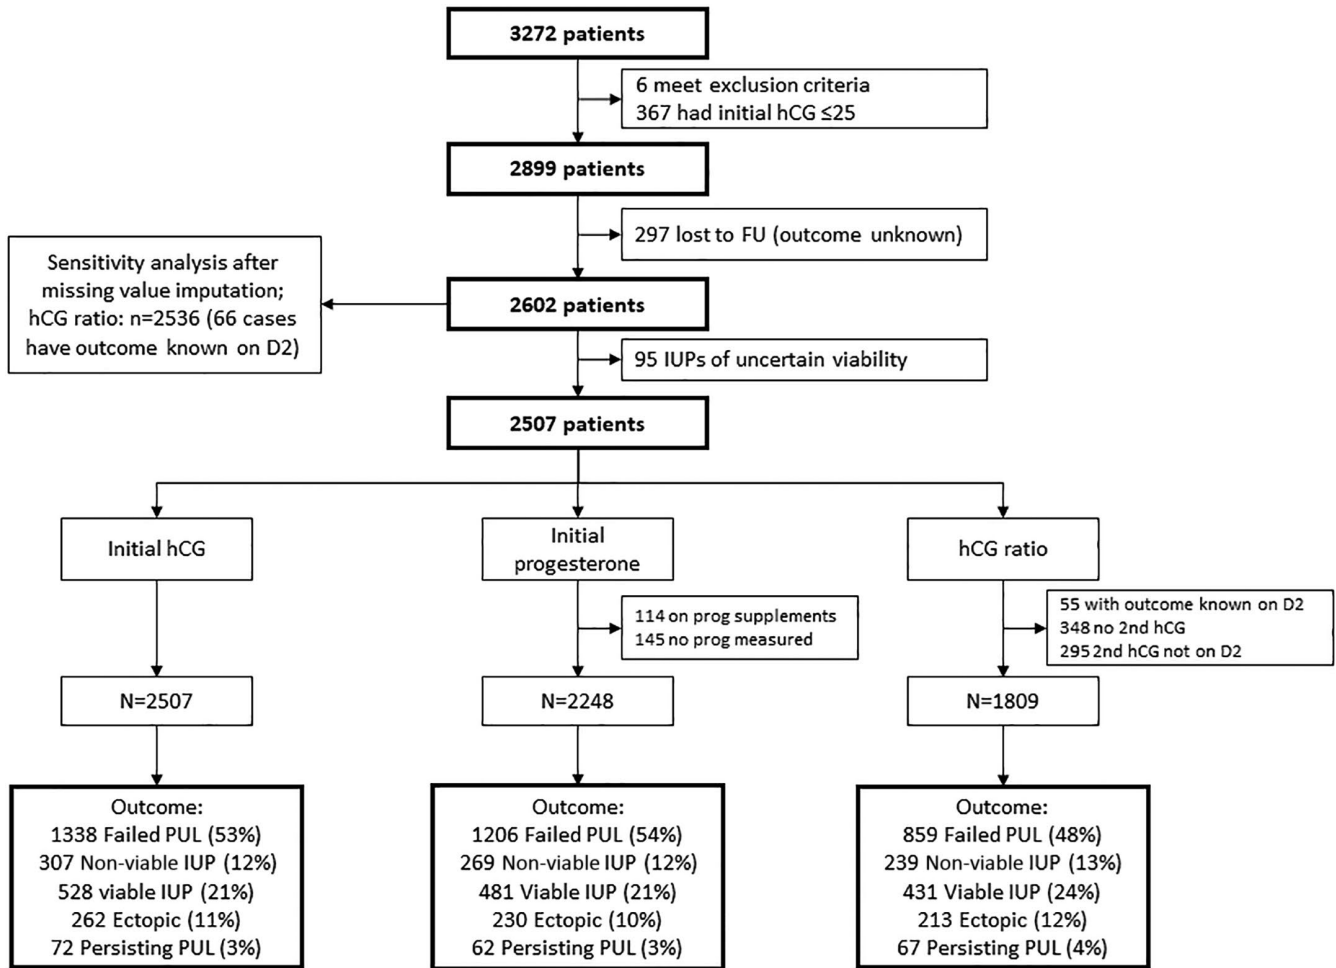 3272 patients
6 meet exclusion criteria
367 had initial hCG ≤25
2899 patients
297 lost to FU (outcome unknown)
Sensitivity analysis after
missing value imputation;
hCG ratio: n=2536 (66 cases
have outcome known on D2)
2602 patients
95 IUPs of uncertain viability
2507 patients
Initial hCG
Initial
progesterone
hCG ratio
114 on prog supplements
145 no prog measured
55 with outcome known on D2
348 no 2nd hCG
295 2nd hCG not on D2
N=2507
N=2248
N=1809
Outcome:
1338 Failed PUL (53%)
307 Non-viable IUP (12%)
528 viable IUP (21%)
262 Ectopic (11%)
72 Persisting PUL (3%)
Outcome:
1206 Failed PUL (54%)
269 Non-viable IUP (12%)
481 Viable IUP (21%)
230 Ectopic (10%)
62 Persisting PUL (3%)
Outcome:
859 Failed PUL (48%)
239 Non-viable IUP (13%)
431 Viable IUP (24%)
213 Ectopic (12%)
67 Persisting PUL (4%)